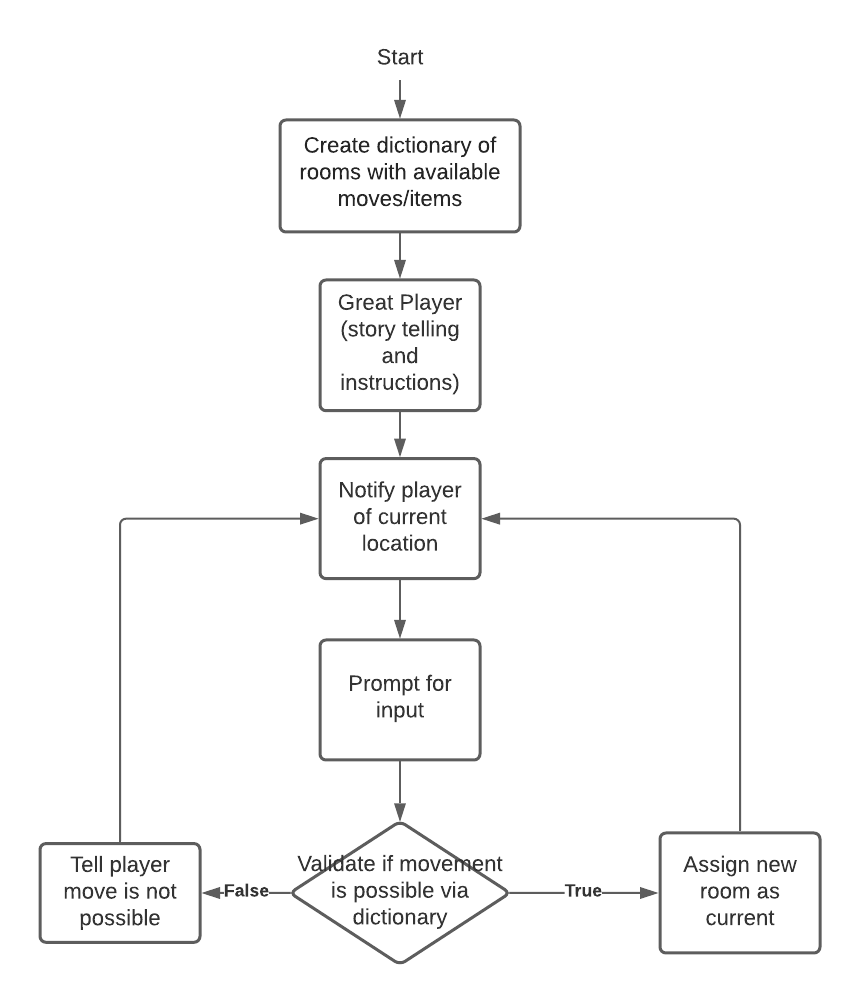 Start
Create dictionary of
rooms with available
moves/items
Great Player
(story telling
and
instructions)
Notify player
of current
location
Prompt for
input
Validate if movement
is possible via
dictionary
False
True
Tell player
move is not
possible
Assign new
room as
current